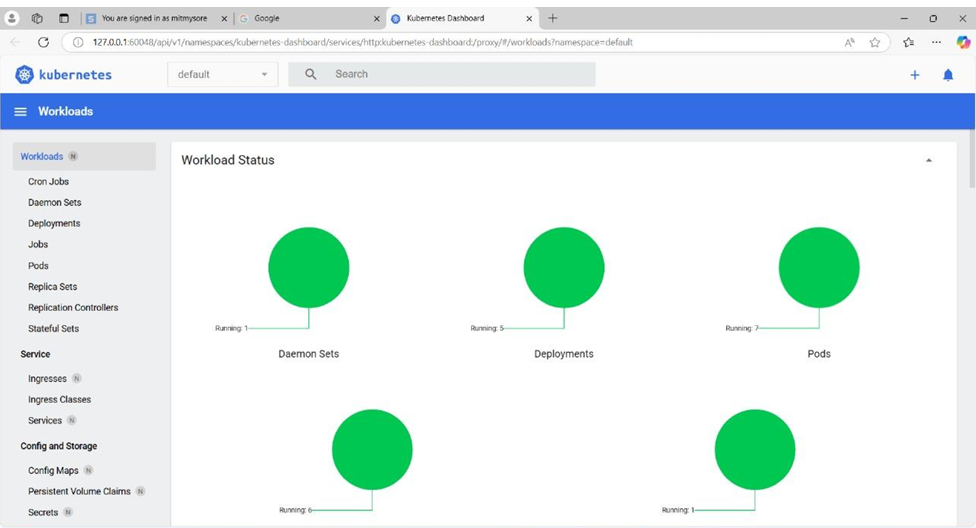 You are signed in as mitmysore
Google
Kubernetes Dashboard
127.0.0.1:60048/api/v1/namespaces/kubernetes-dashboard/services/http:kubernetes-dashboard:/proxy/#/workloads?namespace=default
kubernetes
default
Search
Workloads
Workloads N
Cron Jobs
Daemon Sets
Deployments
Jobs
Pods
Replica Sets
Replication Controllers
Stateful Sets
Service
Ingresses N
Ingress Classes
Services N
Config and Storage
Config Maps N
Persistent Volume Claims N
Secrets N
Workload Status
Running: 1
Daemon Sets
Running: 5
Deployments
Running: 7
Pods
Running: 6
Running: 1